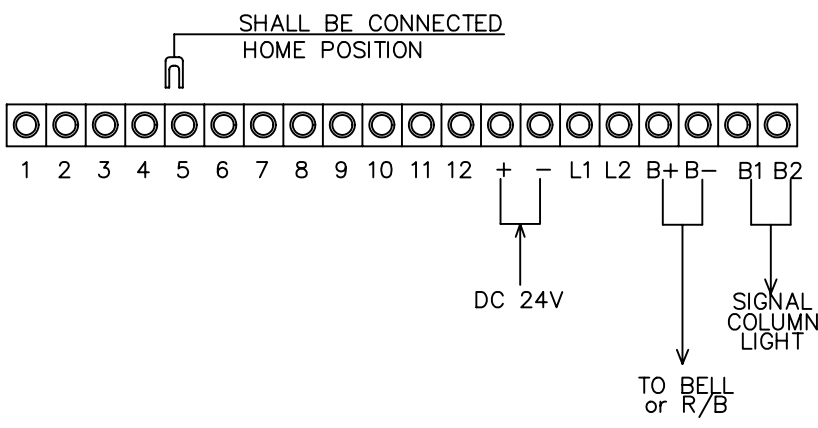 SHALL BE CONNECTED
HOME POSITION
1 2 3 4 5 6 7 8 9 10 11 12 + - L1 L2 B+ B- B1 B2
DC 24V
SIGNAL
COLUMN
LIGHT
TO BELL
or R/B